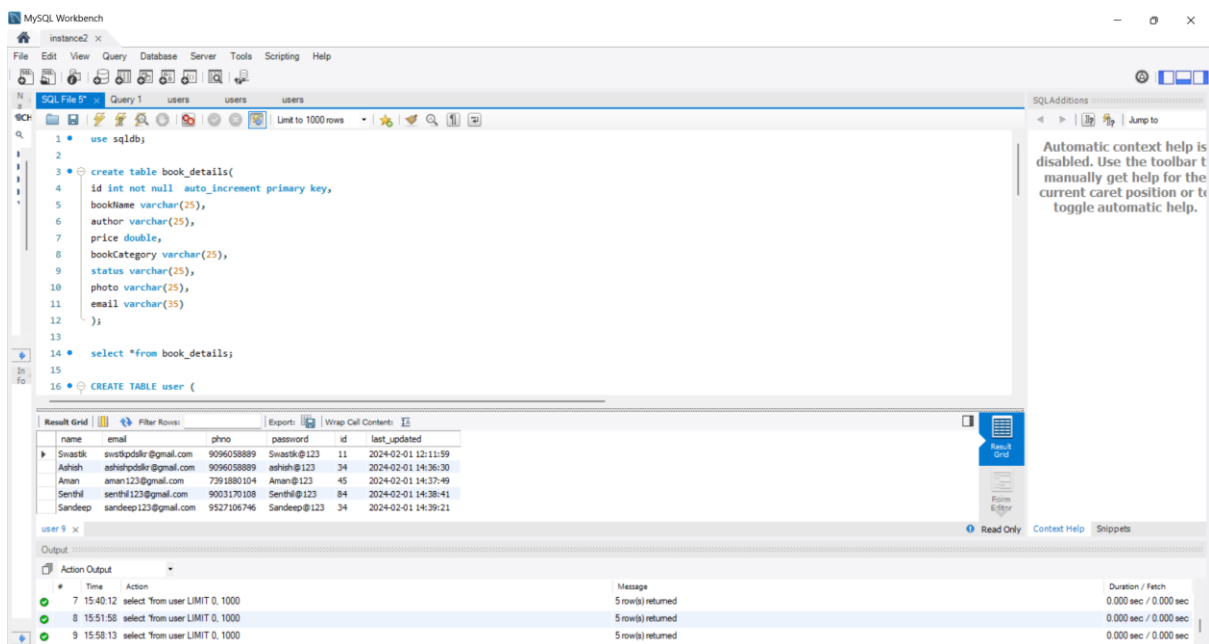 MySQL Workbench
instance2 ×
File Edit View Query Database Server Tools Scripting Help
SQL File 5* × Query 1 users users users
SQLAdditions
Limit to 1000 rows
Jump to
1 use sqldb;
2
3 create table book_details(
4 id int not null auto_increment primary key,
5 bookName varchar(25),
6 author varchar(25),
7 price double,
8 bookCategory varchar(25),
9 status varchar(25),
10 photo varchar(25),
11 email varchar(35)
12 );
13
14 select *from book_details;
15
16 CREATE TABLE user (
Automatic context help is
disabled. Use the toolbar t
manually get help for the
current caret position or to
toggle automatic help.
Result Grid Filter Rows: Export: Wrap Cell Content:
name email phno password id last_updated
Swastik swstkpdslkr@gmail.com 9096058889 Swastik@123 11 2024-02-01 12:11:59
Ashish ashishpdslkr@gmail.com 9096058889 ashish@123 34 2024-02-01 14:36:30
Aman aman123@gmail.com 7391880104 Aman@123 45 2024-02-01 14:37:49
Senthil senthil123@gmail.com 9003170108 Senthil@123 84 2024-02-01 14:38:41
Sandeep sandeep123@gmail.com 9527106746 Sandeep@123 34 2024-02-01 14:39:21
Result
Grid
Form
Editor
user 9 ×
Read Only
Context Help Snippets
Output
Action Output
# Time Action Message Duration / Fetch
7 15:40:12 select *from user LIMIT 0, 1000 5 row(s) returned 0.000 sec / 0.000 sec
8 15:51:58 select *from user LIMIT 0, 1000 5 row(s) returned 0.000 sec / 0.000 sec
9 15:58:13 select *from user LIMIT 0, 1000 5 row(s) returned 0.000 sec / 0.000 sec